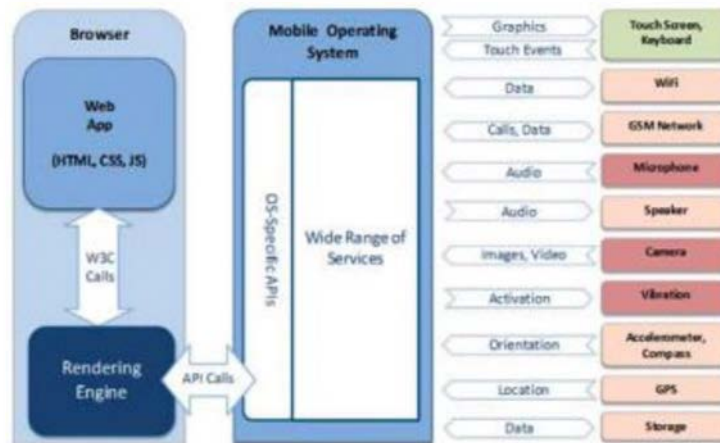 Browser
Web
App
(HTML, CSS, JS)
W3C
Calls
Rendering
Engine
API Calls
Mobile Operating
System
OS-Specific APIs
Wide Range of
Services
Graphics
Touch Events
Touch Screen,
Keyboard
Data
WiFi
Calls, Data
GSM Network
Audio
Microphone
Audio
Speaker
Images, Video
Camera
Activation
Vibration
Orientation
Accelerometer,
Compass
Location
GPS
Data
Storage